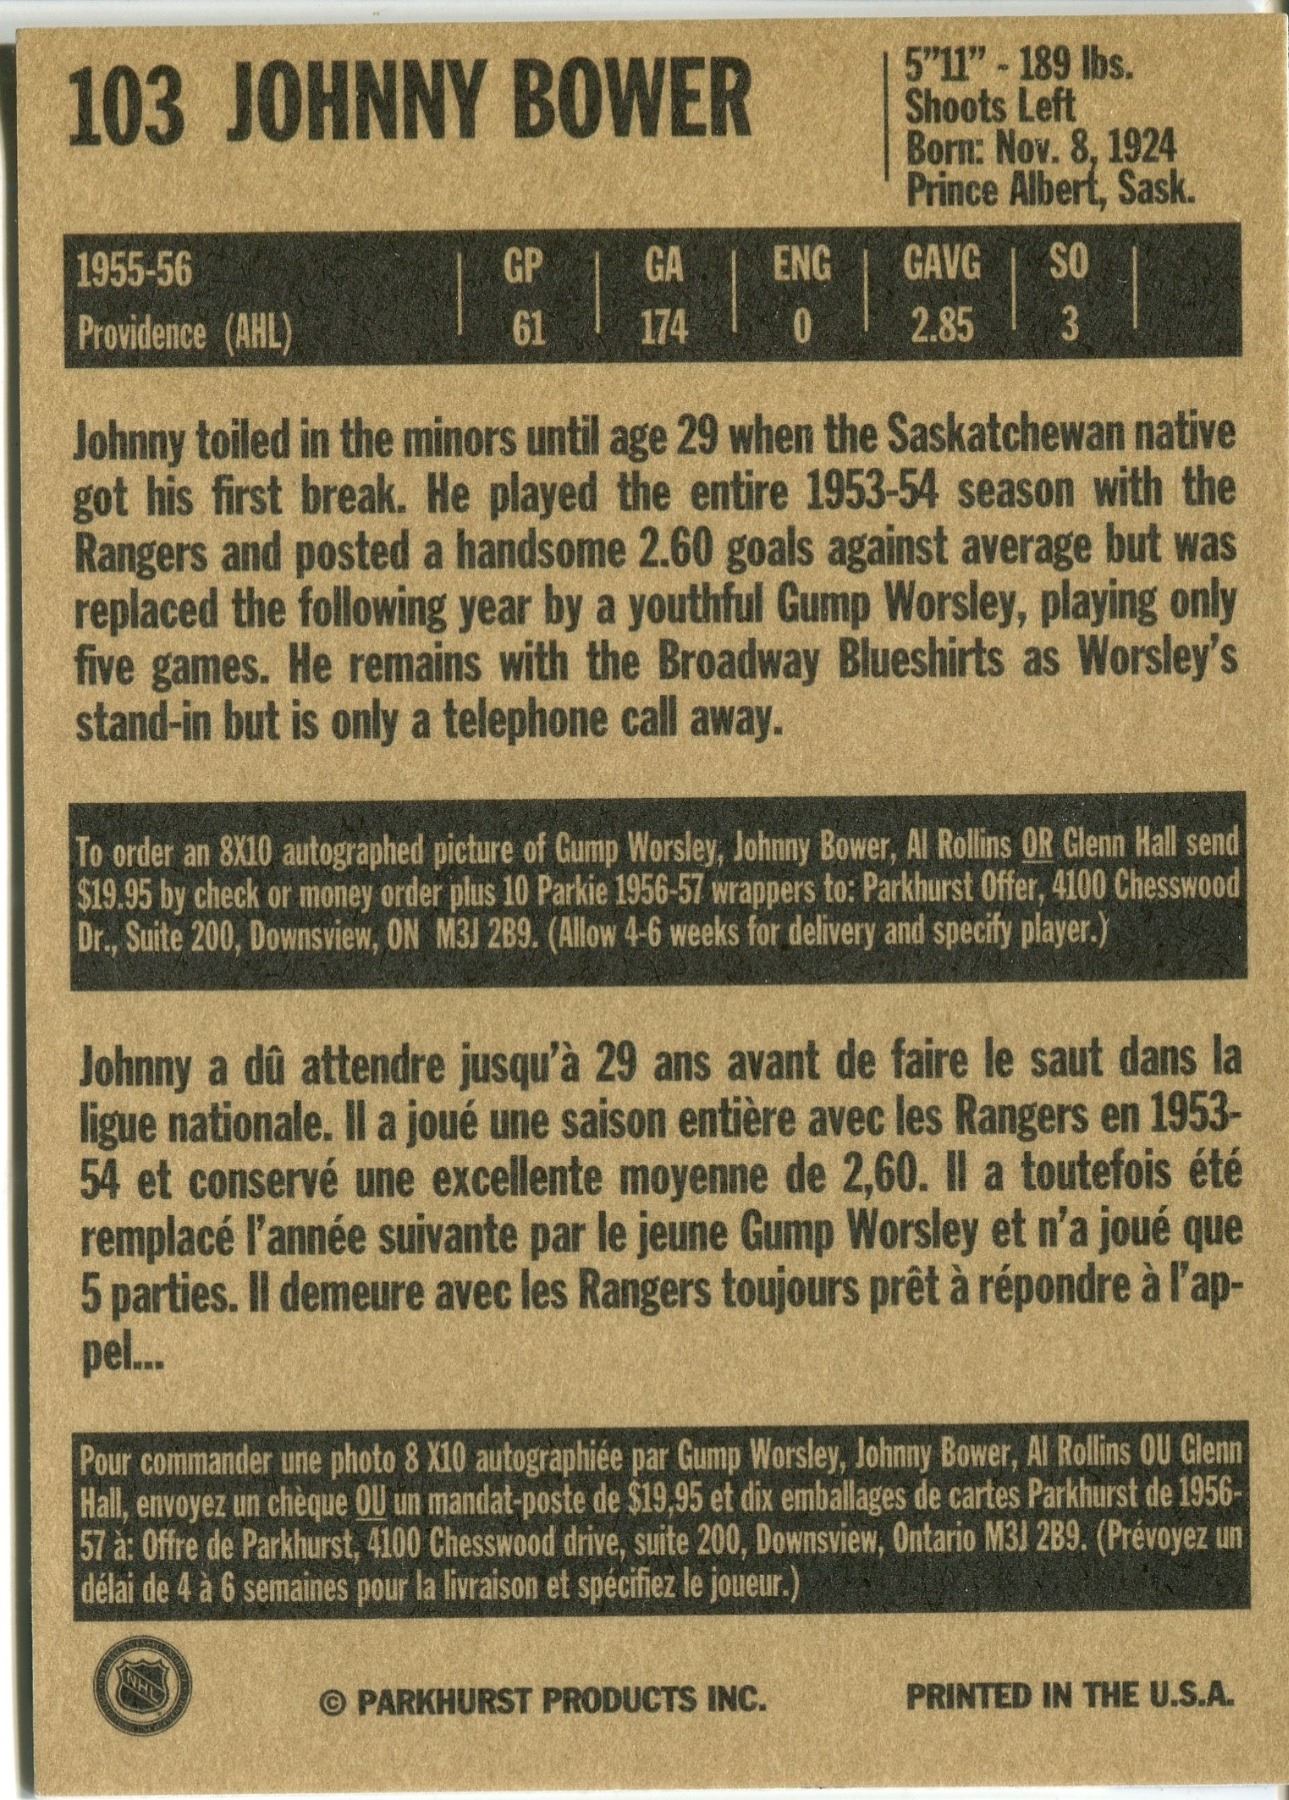 103 JOHNNY BOWER
5"11" - 189 lbs.
Shoots Left
Born: Nov. 8, 1924
Prince Albert, Sask.
1955-56 GP GA ENG GAVG SO
Providence (AHL) 61 174 0 2.85 3
Johnny toiled in the minors until age 29 when the Saskatchewan native
got his first break. He played the entire 1953-54 season with the
Rangers and posted a handsome 2.60 goals against average but was
replaced the following year by a youthful Gump Worsley, playing only
five games. He remains with the Broadway Blueshirts as Worsley's
stand-in but is only a telephone call away.
To order an 8X10 autographed picture of Gump Worsley, Johnny Bower, Al Rollins OR Glenn Hall send
$19.95 by check or money order plus 10 Parkie 1956-57 wrappers to: Parkhurst Offer, 4100 Chesswood
Dr., Suite 200, Downsview, ON M3J 2B9. (Allow 4-6 weeks for delivery and specify player.)
Johnny a dû attendre jusqu'à 29 ans avant de faire le saut dans la
ligue nationale. Il a joué une saison entière avec les Rangers en 1953-
54 et conservé une excellente moyenne de 2,60. Il a toutefois été
remplacé l'année suivante par le jeune Gump Worsley et n'a joué que
5 parties. Il demeure avec les Rangers toujours prêt à répondre à l'ap-
pel...
Pour commander une photo 8 X10 autographiée par Gump Worsley, Johnny Bower, Al Rollins OU Glenn
Hall, envoyez un chèque OU un mandat-poste de $19,95 et dix emballages de cartes Parkhurst de 1956-
57 à: Offre de Parkhurst, 4100 Chesswood drive, suite 200, Downsview, Ontario M3J 2B9. (Prévoyez un
délai de 4 à 6 semaines pour la livraison et spécifiez le joueur.)
NHL
© PARKHURST PRODUCTS INC.
PRINTED IN THE U.S.A.